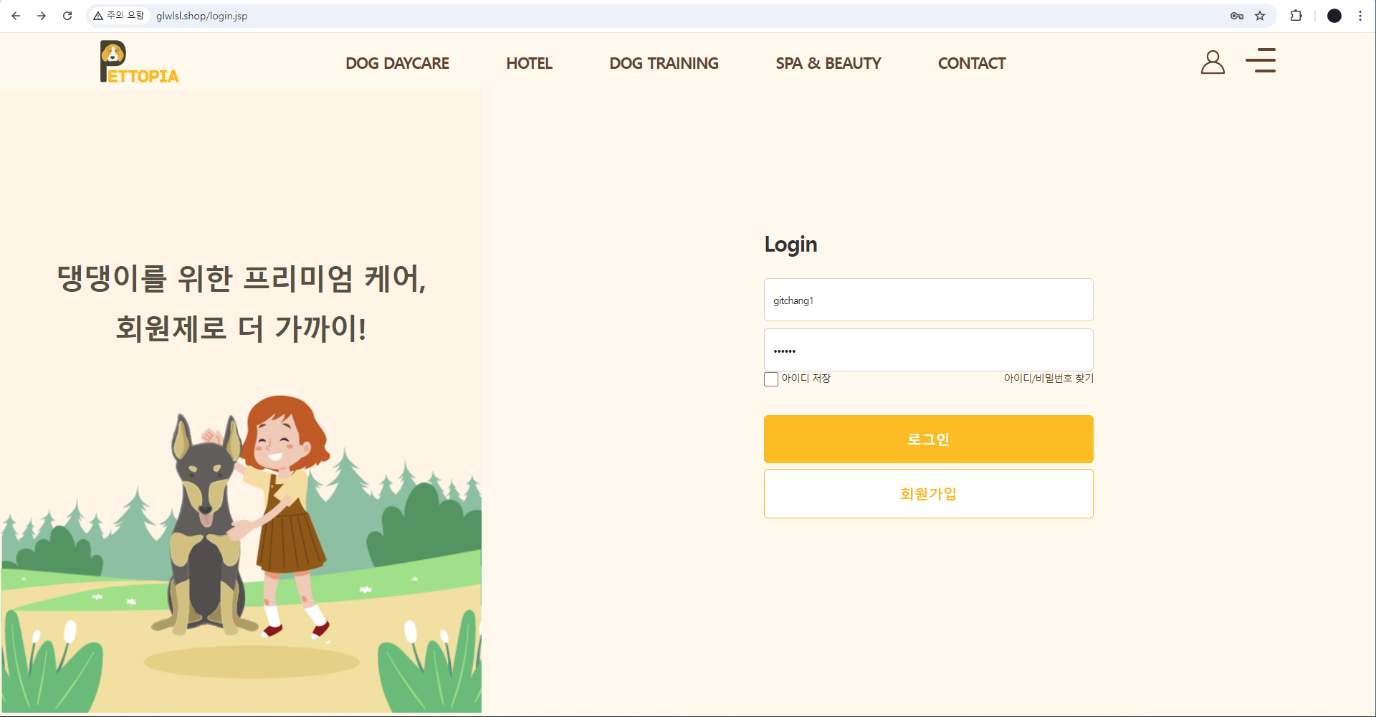 주의 요함 glwlsl.shop/login.jsp
PETTOPIA
DOG DAYCARE HOTEL DOG TRAINING SPA & BEAUTY CONTACT
댕댕이를 위한 프리미엄 케어,
회원제로 더 가까이!
Login
gitchang1
••••••
아이디 저장 아이디/비밀번호 찾기
로그인
회원가입